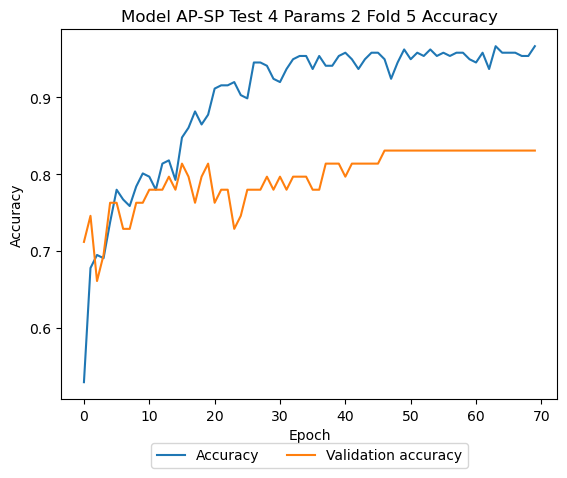 Model AP-SP Test 4 Params 2 Fold 5 Accuracy
Accuracy
0.9
0.8
0.7
0.6
0 10 20 30 40 50 60 70
Epoch
Accuracy Validation accuracy